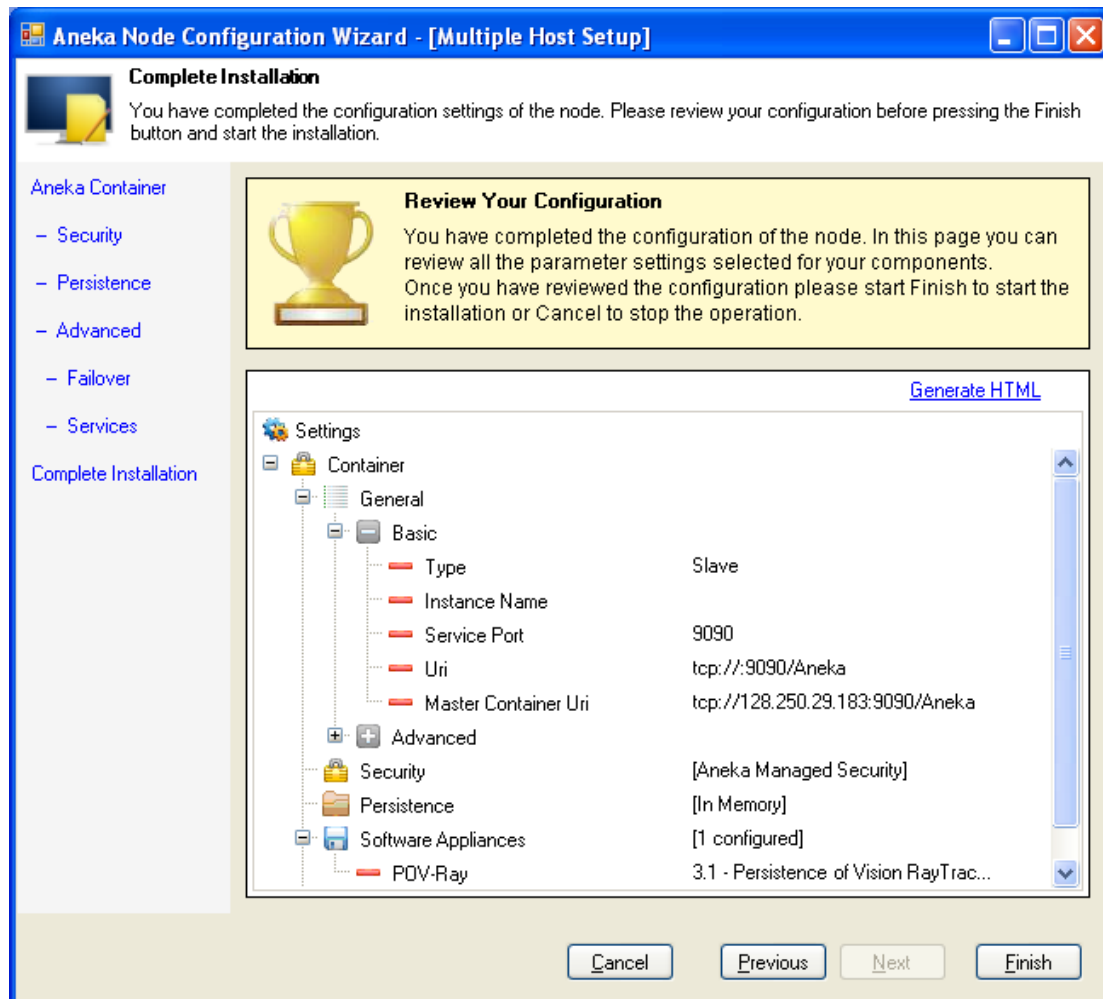 Aneka Node Configuration Wizard - [Multiple Host Setup]
Complete Installation
You have completed the configuration settings of the node. Please review your configuration before pressing the Finish
button and start the installation.
Aneka Container
– Security
– Persistence
– Advanced
– Failover
– Services
Complete Installation
Review Your Configuration
You have completed the configuration of the node. In this page you can
review all the parameter settings selected for your components.
Once you have reviewed the configuration please start Finish to start the
installation or Cancel to stop the operation.
Generate HTML
Settings
Container
General
Basic
Type Slave
Instance Name
Service Port 9090
Uri tcp://:9090/Aneka
Master Container Uri tcp://128.250.29.183:9090/Aneka
Advanced
Security [Aneka Managed Security]
Persistence [In Memory]
Software Appliances [1 configured]
POV-Ray 3.1 - Persistence of Vision RayTrac...
Cancel Previous Next Finish